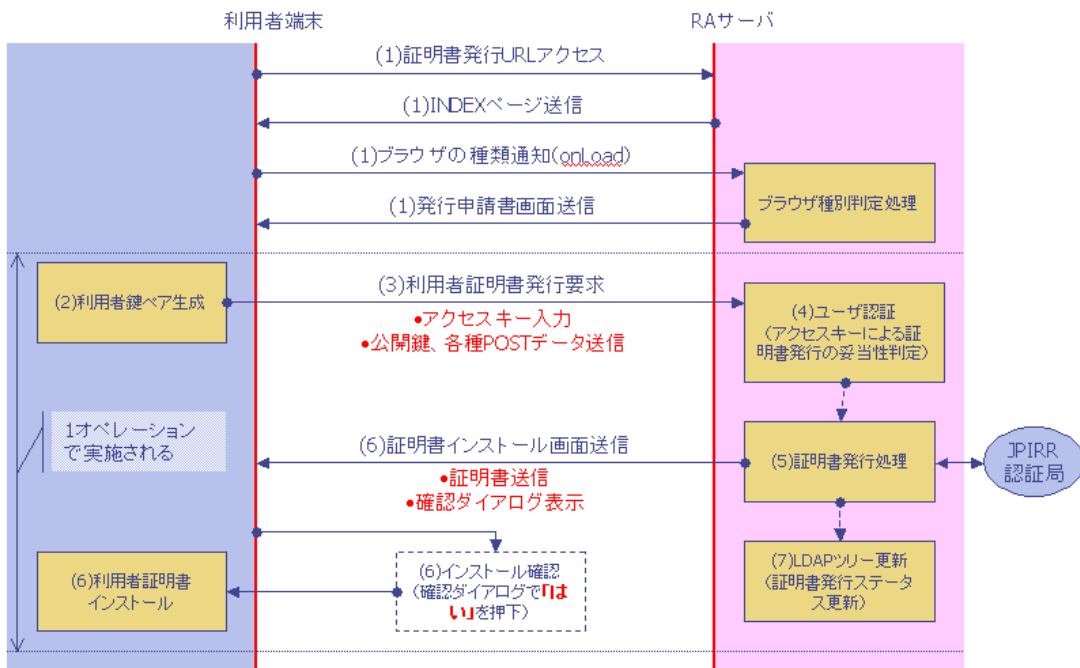 利用者端末
RAサーバ
(1)証明書発行URLアクセス
(1)INDEXページ送信
(1)ブラウザの種類通知(onLoad)
ブラウザ種別判定処理
(1)発行申請書画面送信
(2)利用者鍵ペア生成
(3)利用者証明書発行要求
•アクセスキー入力
•公開鍵、各種POSTデータ送信
(4)ユーザ認証
(アクセスキーによる証
明書発行の妥当性判定)
1オペレーション
で実施される
(6)証明書インストール画面送信
•証明書送信
•確認ダイアログ表示
(5)証明書発行処理
JPIRR
認証局
(6)利用者証明書
インストール
(6)インストール確認
(確認ダイアログで「は
い」を押下)
(7)LDAPツリー更新
(証明書発行ステータ
ス更新)